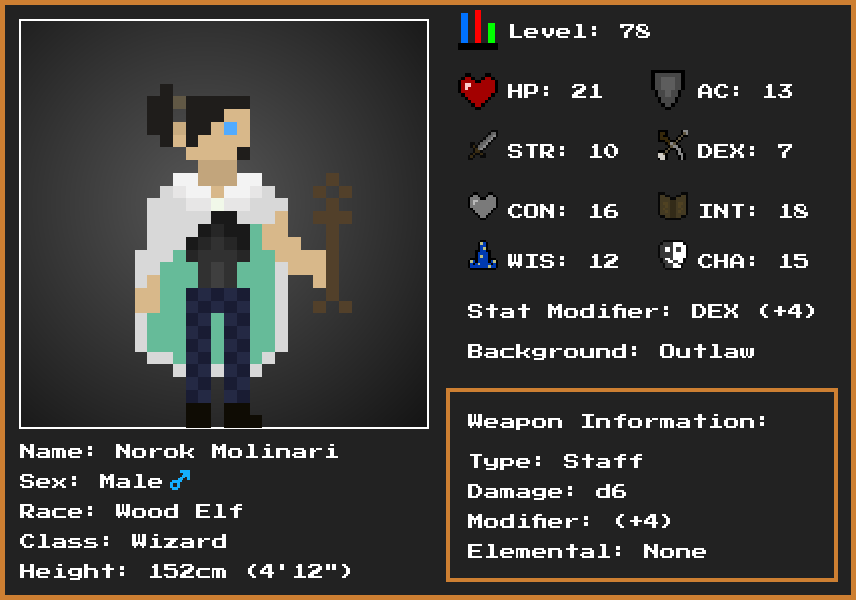 Level: 78
HP: 21
AC: 13
STR: 10
DEX: 7
CON: 16
INT: 18
WIS: 12
CHA: 15
Stat Modifier: DEX (+4)
Background: Outlaw
Weapon Information:
Type: Staff
Damage: d6
Modifier: (+4)
Elemental: None
Name: Norok Molinari
Sex: Male ♂
Race: Wood Elf
Class: Wizard
Height: 152cm (4'12")